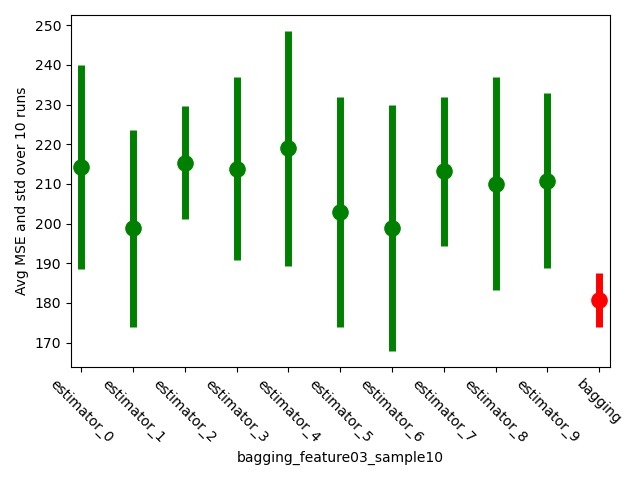 Avg MSE and std over 10 runs
250
240
230
220
210
200
190
180
170
estimator_0
estimator_1
estimator_2
estimator_3
estimator_4
estimator_5
estimator_6
estimator_7
estimator_8
estimator_9
bagging
bagging_feature03_sample10